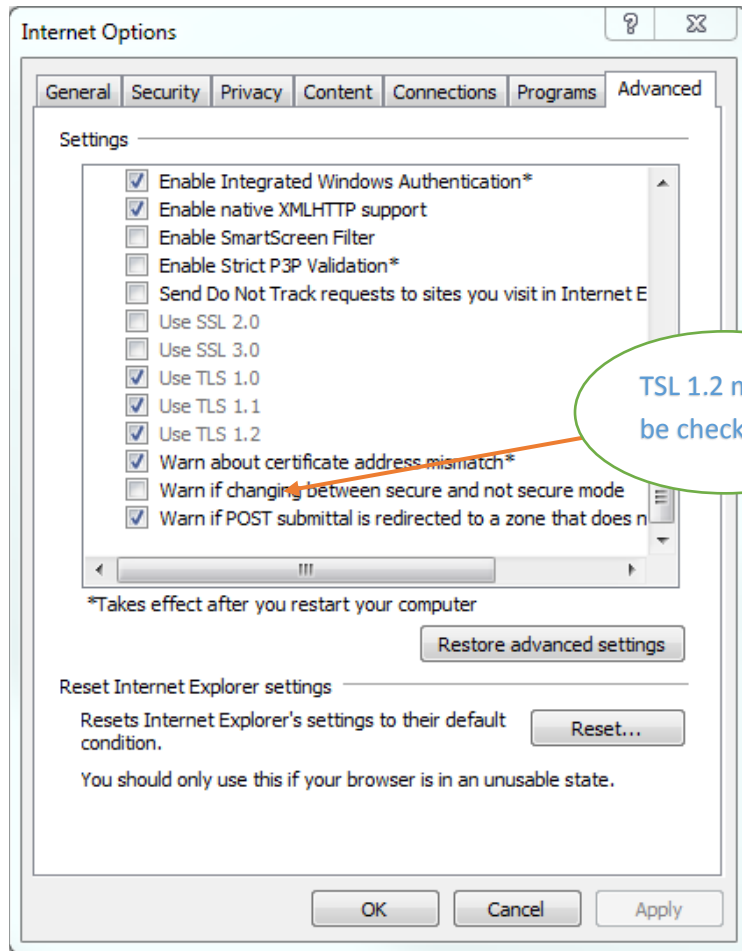 Internet Options
General Security Privacy Content Connections Programs Advanced
Settings
Enable Integrated Windows Authentication*
Enable native XMLHTTP support
Enable SmartScreen Filter
Enable Strict P3P Validation*
Send Do Not Track requests to sites you visit in Internet E
Use SSL 2.0
Use SSL 3.0
Use TLS 1.0
Use TLS 1.1
Use TLS 1.2
Warn about certificate address mismatch*
Warn if changing between secure and not secure mode
Warn if POST submittal is redirected to a zone that does n
TSL 1.2
be check
*Takes effect after you restart your computer
Restore advanced settings
Reset Internet Explorer settings
Resets Internet Explorer's settings to their default
condition.
Reset...
You should only use this if your browser is in an unusable state.
OK Cancel Apply